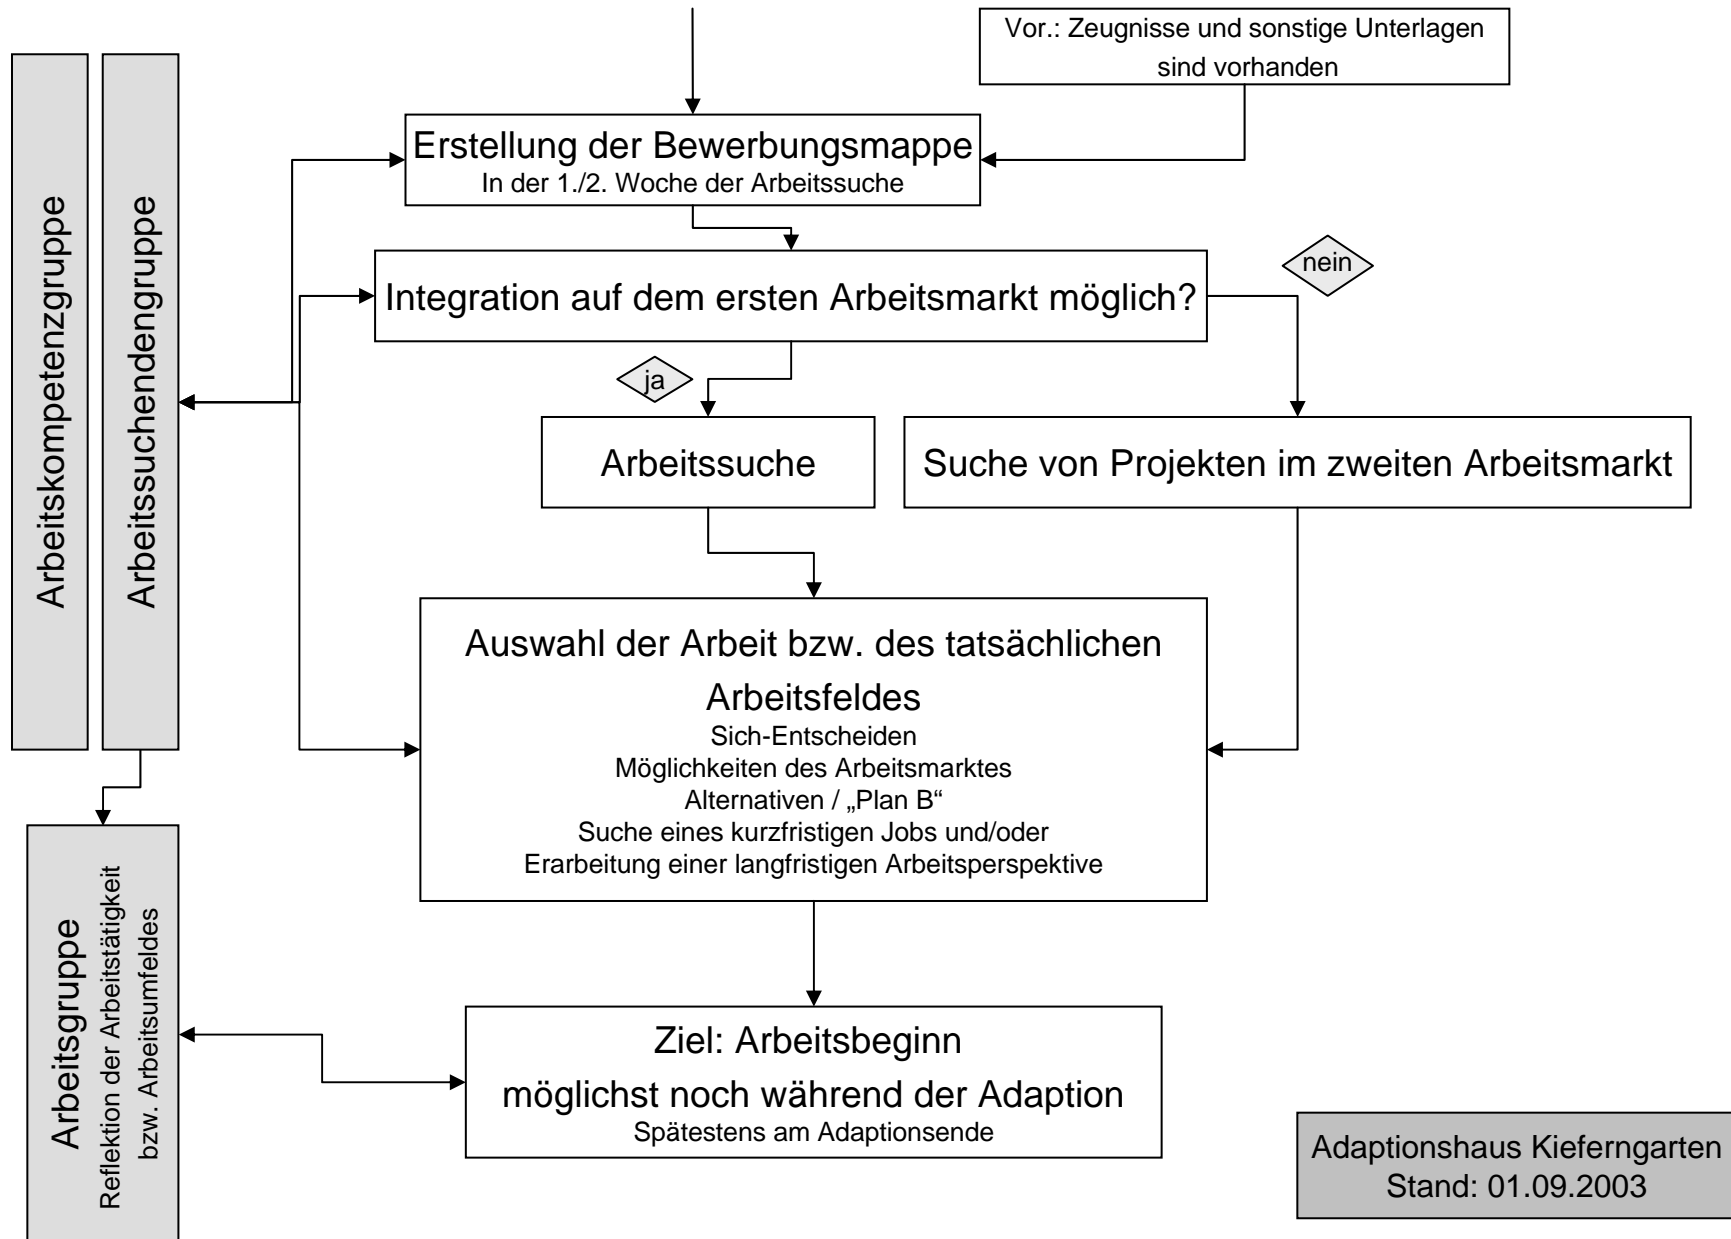 Vor.: Zeugnisse und sonstige Unterlagen
sind vorhanden
Erstellung der Bewerbungsmappe
In der 1./2. Woche der Arbeitssuche
Integration auf dem ersten Arbeitsmarkt möglich?
nein
ja
Arbeitssuche
Suche von Projekten im zweiten Arbeitsmarkt
Arbeitskompetenzgruppe
Arbeitssuchendengruppe
Auswahl der Arbeit bzw. des tatsächlichen
Arbeitsfeldes
Sich-Entscheiden
Möglichkeiten des Arbeitsmarktes
Alternativen / „Plan B“
Suche eines kurzfristigen Jobs und/oder
Erarbeitung einer langfristigen Arbeitsperspektive
Arbeitsgruppe
Reflektion der Arbeitstätigkeit
bzw. Arbeitsumfeldes
Ziel: Arbeitsbeginn
möglichst noch während der Adaption
Spätestens am Adaptionsende
Adaptionshaus Kieferngarten
Stand: 01.09.2003